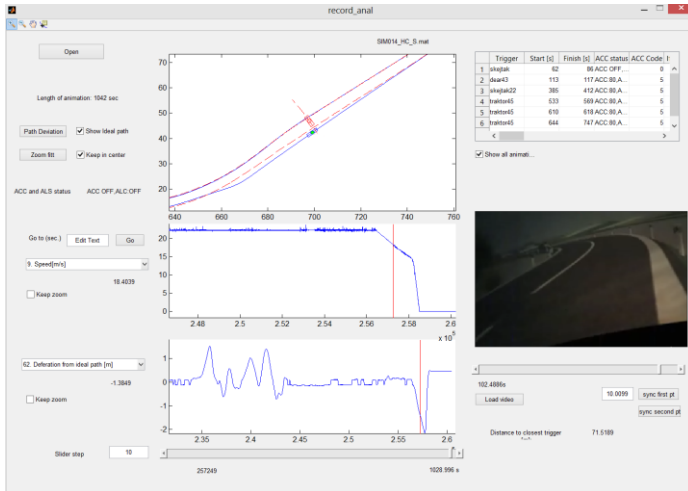 record_anal
Open
Length of animation: 1042 sec
Path Deviation
Show Ideal path
Zoom fitt
Keep in center
ACC and ALS status ACC OFF,ALC:OFF
Go to (sec.) Edit Text Go
9. Speed[m/s]
18.4039
Keep zoom
62. Deferation from ideal path [m]
-1.3849
Keep zoom
Slider step 10
SIM014_HC_S.mat
70
60
50
40
30
20
640 660 680 700 720 740 760
20
15
10
5
0
2.48 2.5 2.52 2.54 2.56 2.58 2.6
x 10
1
0
-1
-2
2.35 2.4 2.45 2.5 2.55 2.6
257249 1028.996 s
Trigger Start [s] Finish [s] ACC status ACC Code
1 skejtak 62 86 ACC OFF,... 0
2 dear43 113 117 ACC:80,A... 5
3 skejtak22 385 412 ACC:80,A... 5
4 traktor45 533 569 ACC:80,A... 5
5 traktor45 610 618 ACC:80,A... 5
6 traktor45 644 747 ACC:80,A... 5
Show all animati...
102.4886s
Load video
10.0099
sync first pt
sync second pt
Distance to closest trigger 71.5189